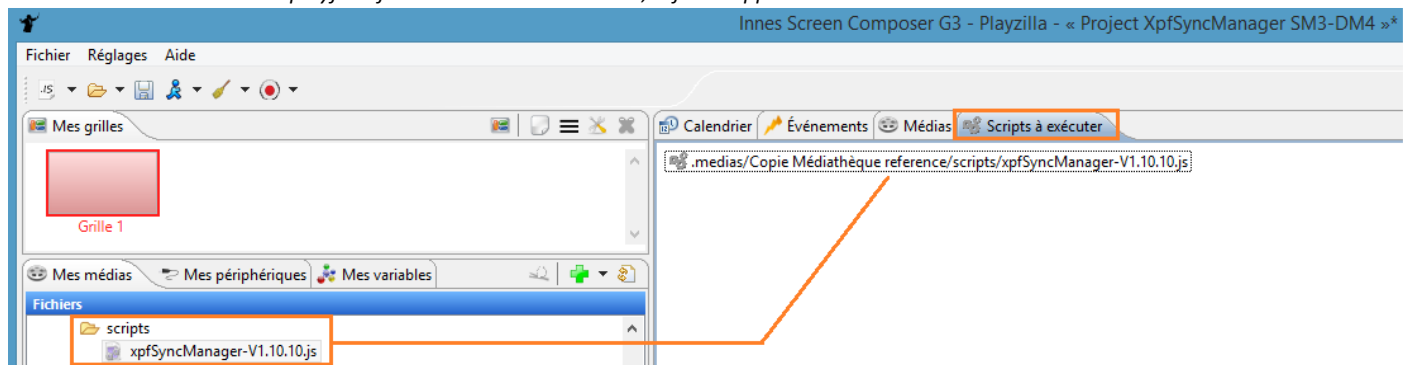 Innes Screen Composer G3 - Playzilla - « Project XpfSyncManager SM3-DM4 »*
Fichier Réglages Aide
JS
Mes grilles
Calendrier Événements Médias Scripts à exécuter
.medias/Copie Médiathèque reference/scripts/xpfSyncManager-V1.10.10.js
Grille 1
Mes médias Mes périphériques Mes variables
Fichiers
scripts
xpfSyncManager-V1.10.10.js